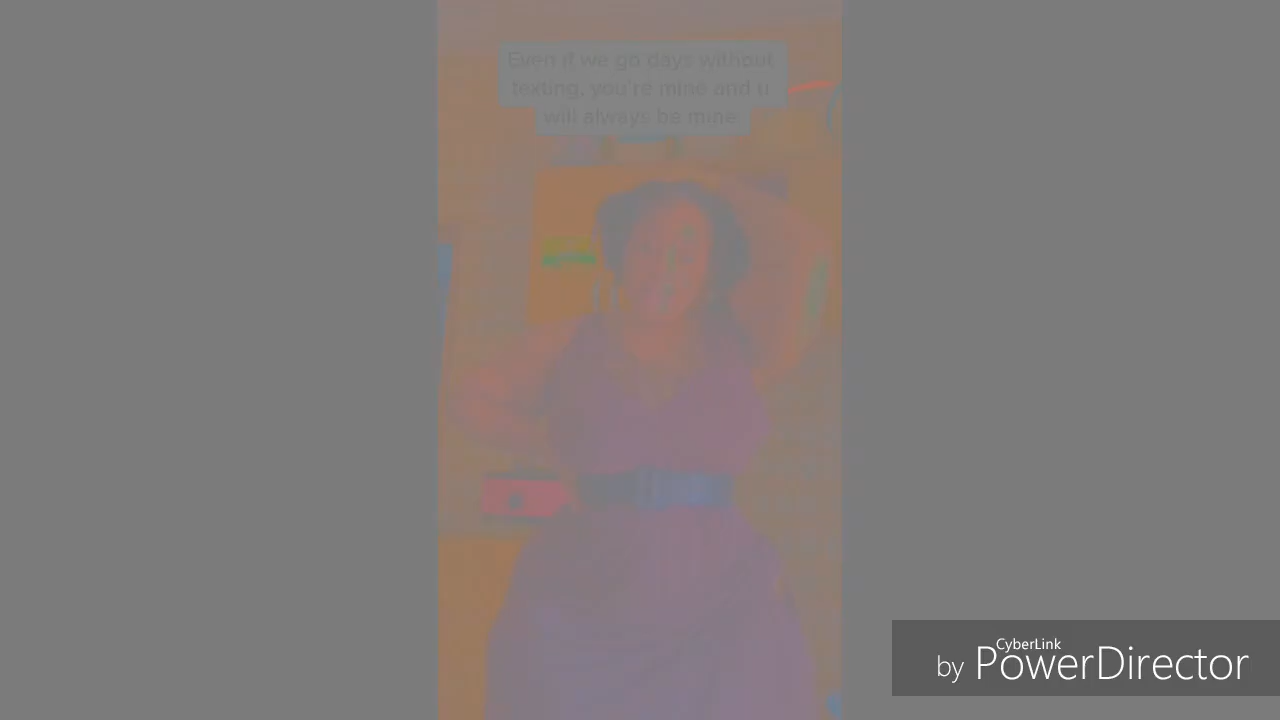 Even if we go days without
texting, you're mine and u
will always be mine
CyberLink
by PowerDirector